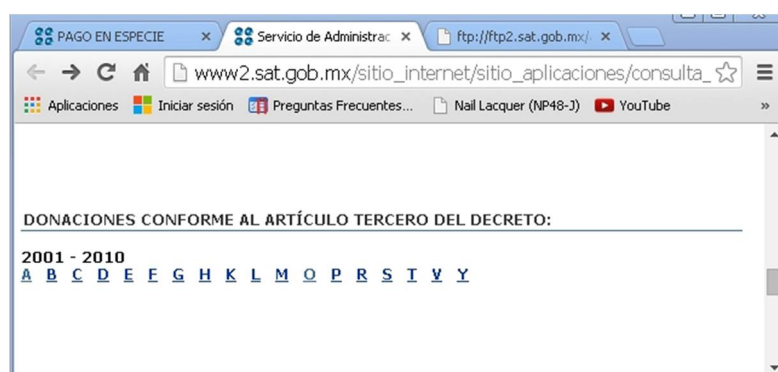 PAGO EN ESPECIE
Servicio de Administrac
ftp://ftp2.sat.gob.mx/
www2.sat.gob.mx/sitio_internet/sitio_aplicaciones/consulta_
Aplicaciones Iniciar sesión Preguntas Frecuentes... Nail Lacquer (NP48-J) YouTube »
DONACIONES CONFORME AL ARTÍCULO TERCERO DEL DECRETO:
2001 - 2010
A B C D E F G H K L M O P R S T V Y